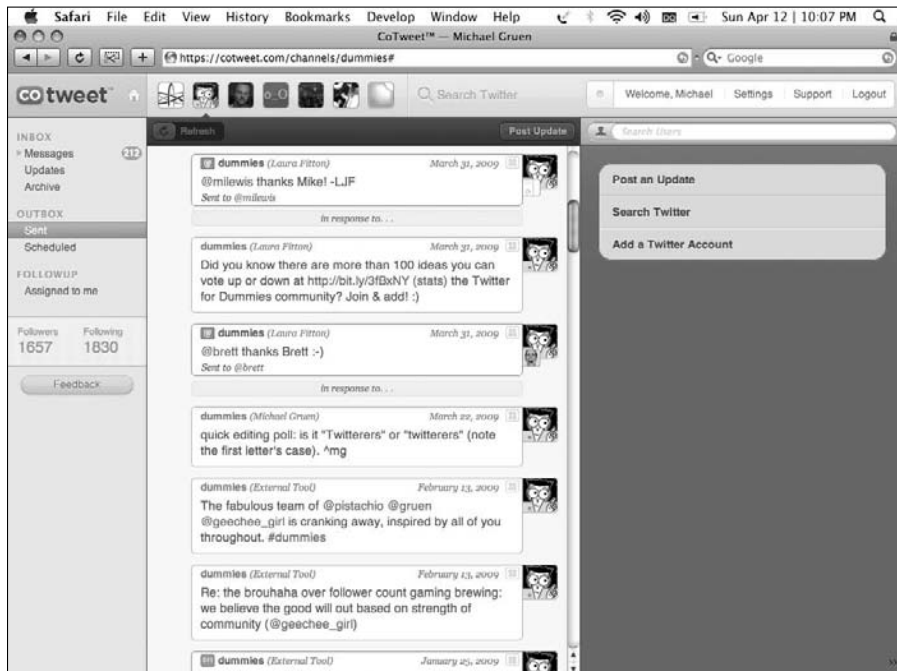 Safari File Edit View History Bookmarks Develop Window Help Sun Apr 12 | 10:07 PM
CoTweet™ — Michael Gruen
https://cotweet.com/channels/dummies#
Google
cotweet™
Search Twitter
Welcome, Michael Settings Support Logout
Refresh
Post Update
Search Users
INBOX
Messages 212
Updates
Archive
OUTBOX
Sent
Scheduled
FOLLOWUP
Assigned to me
Followers Following
1657 1830
Feedback
dummies (Laura Fitton) March 31, 2009
@milewis thanks Mike! -LJF
Sent to @milewis
in response to. . .
dummies (Laura Fitton) March 31, 2009
Did you know there are more than 100 ideas you can
vote up or down at http://bit.ly/3fBxNY (stats) the Twitter
for Dummies community? Join & add! :)
dummies (Laura Fitton) March 31, 2009
@brett thanks Brett :-)
Sent to @brett
in response to. . .
dummies (Michael Gruen) March 22, 2009
quick editing poll: is it "Twitterers" or "twitterers" (note
the first letter's case). ^mg
dummies (External Tool) February 13, 2009
The fabulous team of @pistachio @gruen
@geechee_girl is cranking away, inspired by all of you
throughout. #dummies
dummies (External Tool) February 13, 2009
Re: the brouhaha over follower count gaming brewing:
we believe the good will out based on strength of
community (@geechee_girl)
dummies (External Tool) January 25, 2009
Post an Update
Search Twitter
Add a Twitter Account